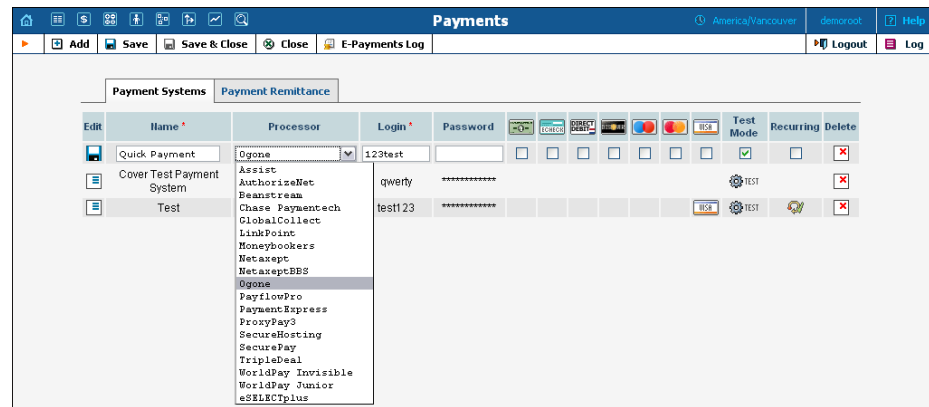 Payments
America/Vancouver
demoroot
? Help
Add
Save
Save & Close
Close
E-Payments Log
Logout
Log
Payment Systems
Payment Remittance
Edit
Name *
Processor
Login *
Password
ECHECK
DIRECT DEBIT
VISA
Test Mode
Recurring
Delete
Quick Payment
Ogone
123test
Cover Test Payment System
qwerty
************
TEST
Test
test123
************
VISA
TEST
Assist
AuthorizeNet
Beanstream
Chase Paymentech
GlobalCollect
LinkPoint
Moneybookers
Netaxept
NetaxeptBBS
Ogone
PayflowPro
PaymentExpress
ProxyPay3
SecureHosting
SecurePay
TripleDeal
WorldPay Invisible
WorldPay Junior
eSELECTplus